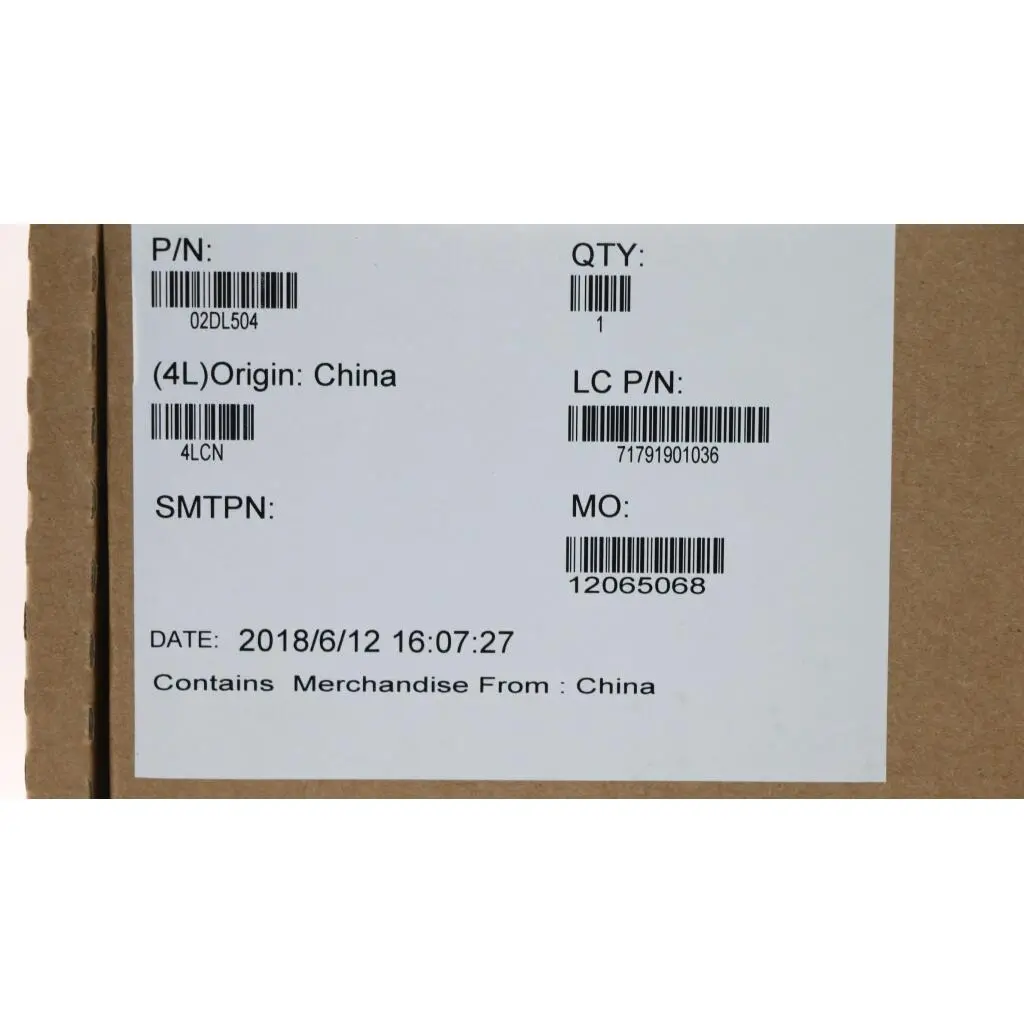 P/N:
QTY:
02DL504
1
(4L)Origin: China
LC P/N:
4LCN
71791901036
SMTPN:
MO:
12065068
DATE: 2018/6/12 16:07:27
Contains Merchandise From : China